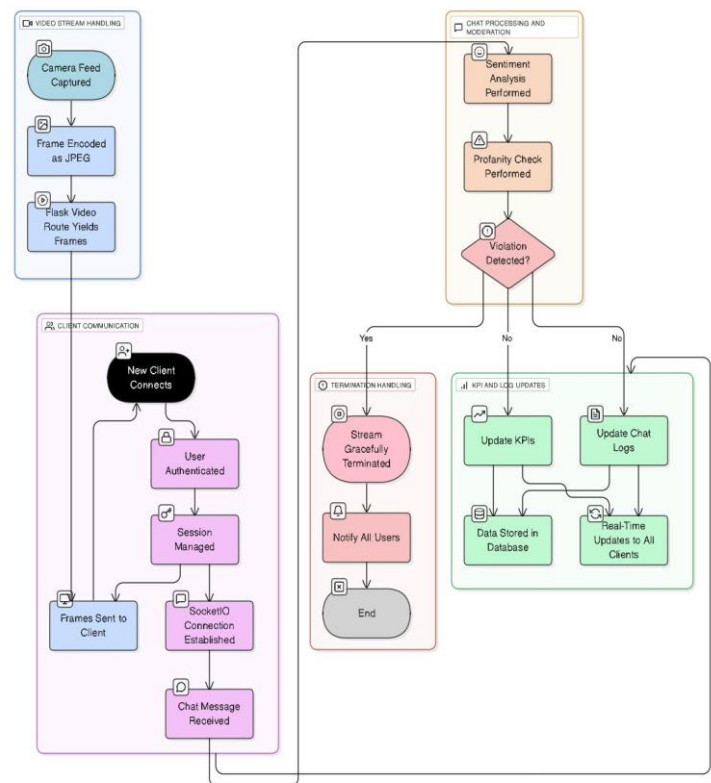 VIDEO STREAM HANDLING
Camera Feed
Captured
Frame Encoded
as JPEG
Flask Video
Route Yields
Frames
CLIENT COMMUNICATION
New Client
Connects
User
Authenticated
Session
Managed
Frames Sent to
Client
SocketIO
Connection
Established
Chat Message
Received
CHAT PROCESSING AND
MODERATION
Sentiment
Analysis
Performed
Profanity Check
Performed
Violation
Detected?
Yes
No
No
TERMINATION HANDLING
Stream
Gracefully
Terminated
Notify All Users
End
KPI AND LOG UPDATES
Update KPIs
Update Chat
Logs
Data Stored in
Database
Real-Time
Updates to All
Clients